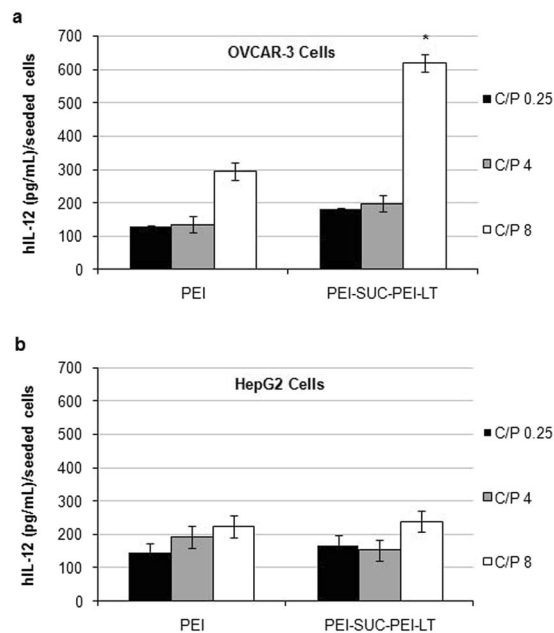 a
700
600
500
400
300
200
100
0
hIL-12 (pg/mL)/seeded cells
OVCAR-3 Cells
*
PEI
PEI-SUC-PEI-LT
C/P 0.25
C/P 4
C/P 8
b
700
600
500
400
300
200
100
0
hIL-12 (pg/mL)/seeded cells
HepG2 Cells
PEI
PEI-SUC-PEI-LT
C/P 0.25
C/P 4
C/P 8